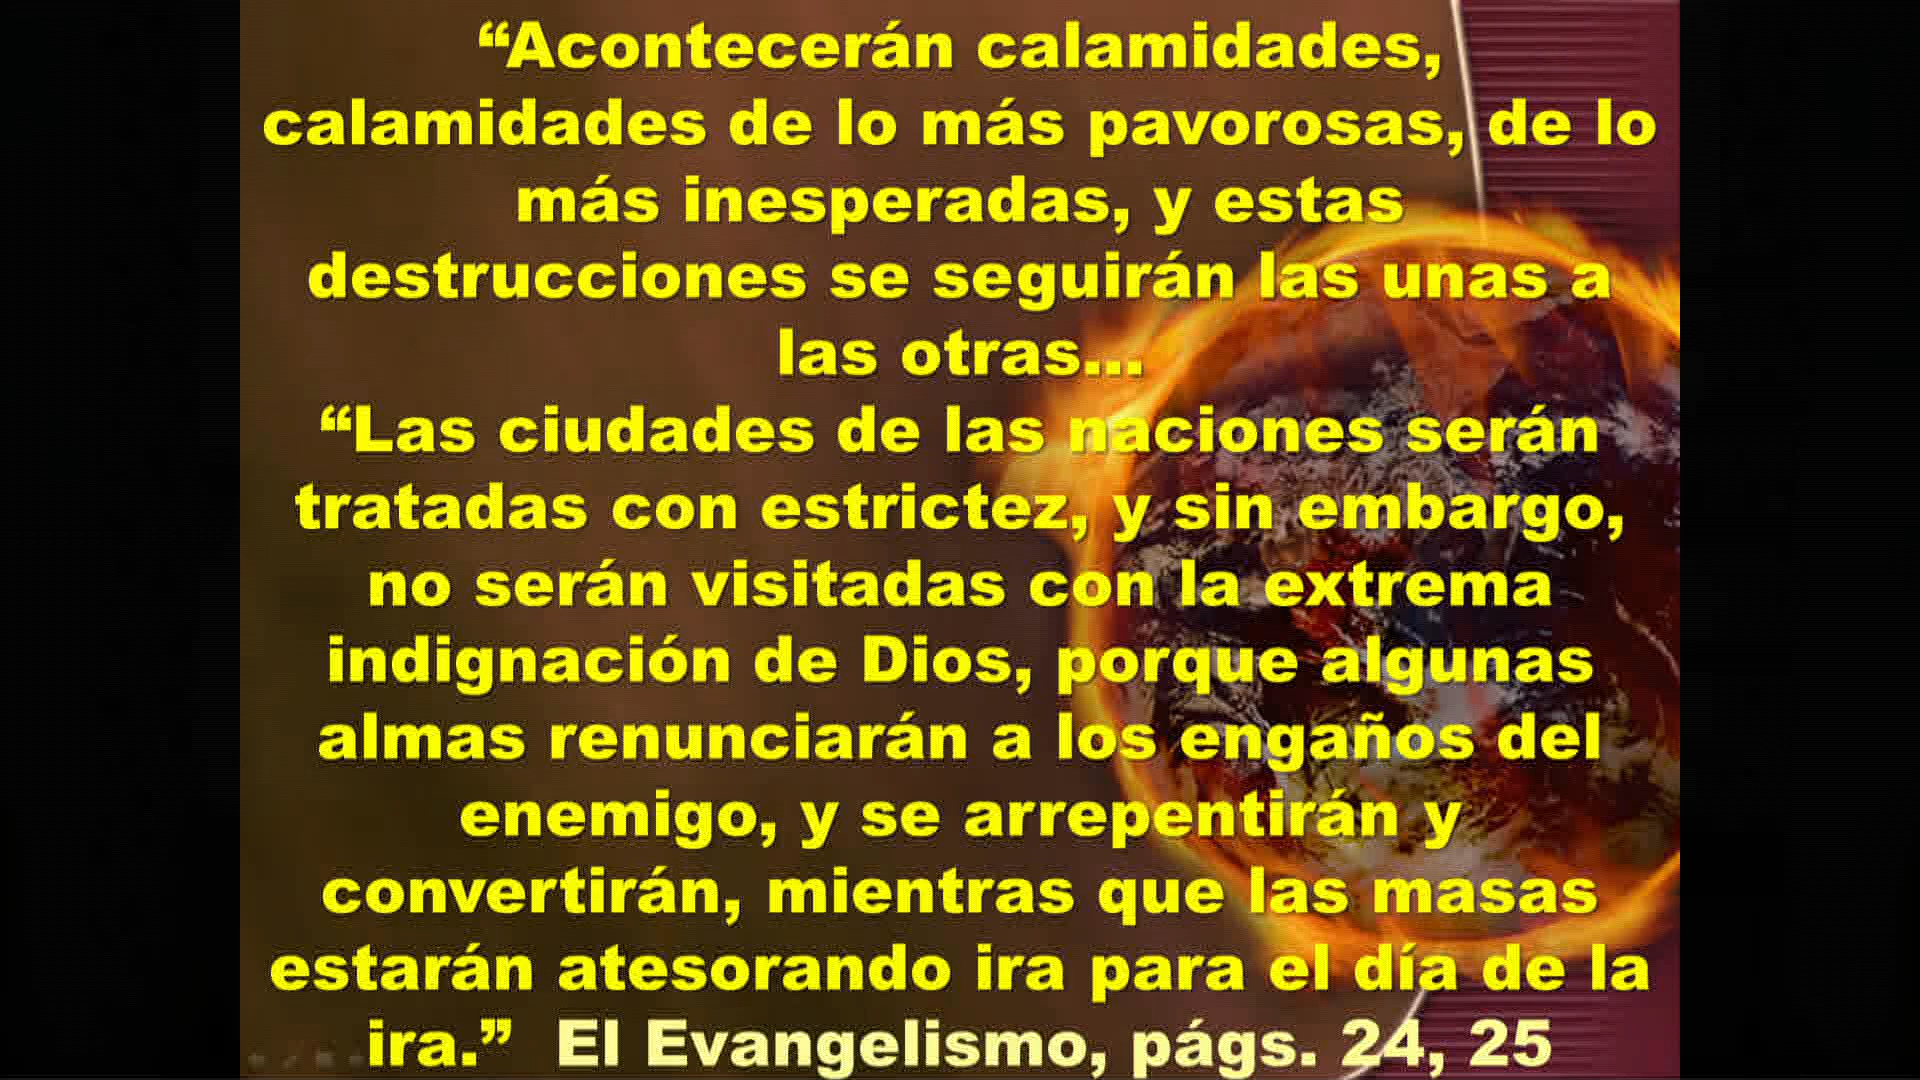 “Acontecerán calamidades,
calamidades de lo más pavorosas, de lo
más inesperadas, y estas
destrucciones se seguirán las unas a
las otras...
“Las ciudades de las naciones serán
tratadas con estrictez, y sin embargo,
no serán visitadas con la extrema
indignación de Dios, porque algunas
almas renunciarán a los engaños del
enemigo, y se arrepentirán y
convertirán, mientras que las masas
estarán atesorando ira para el día de la
ira.” El Evangelismo, págs. 24, 25